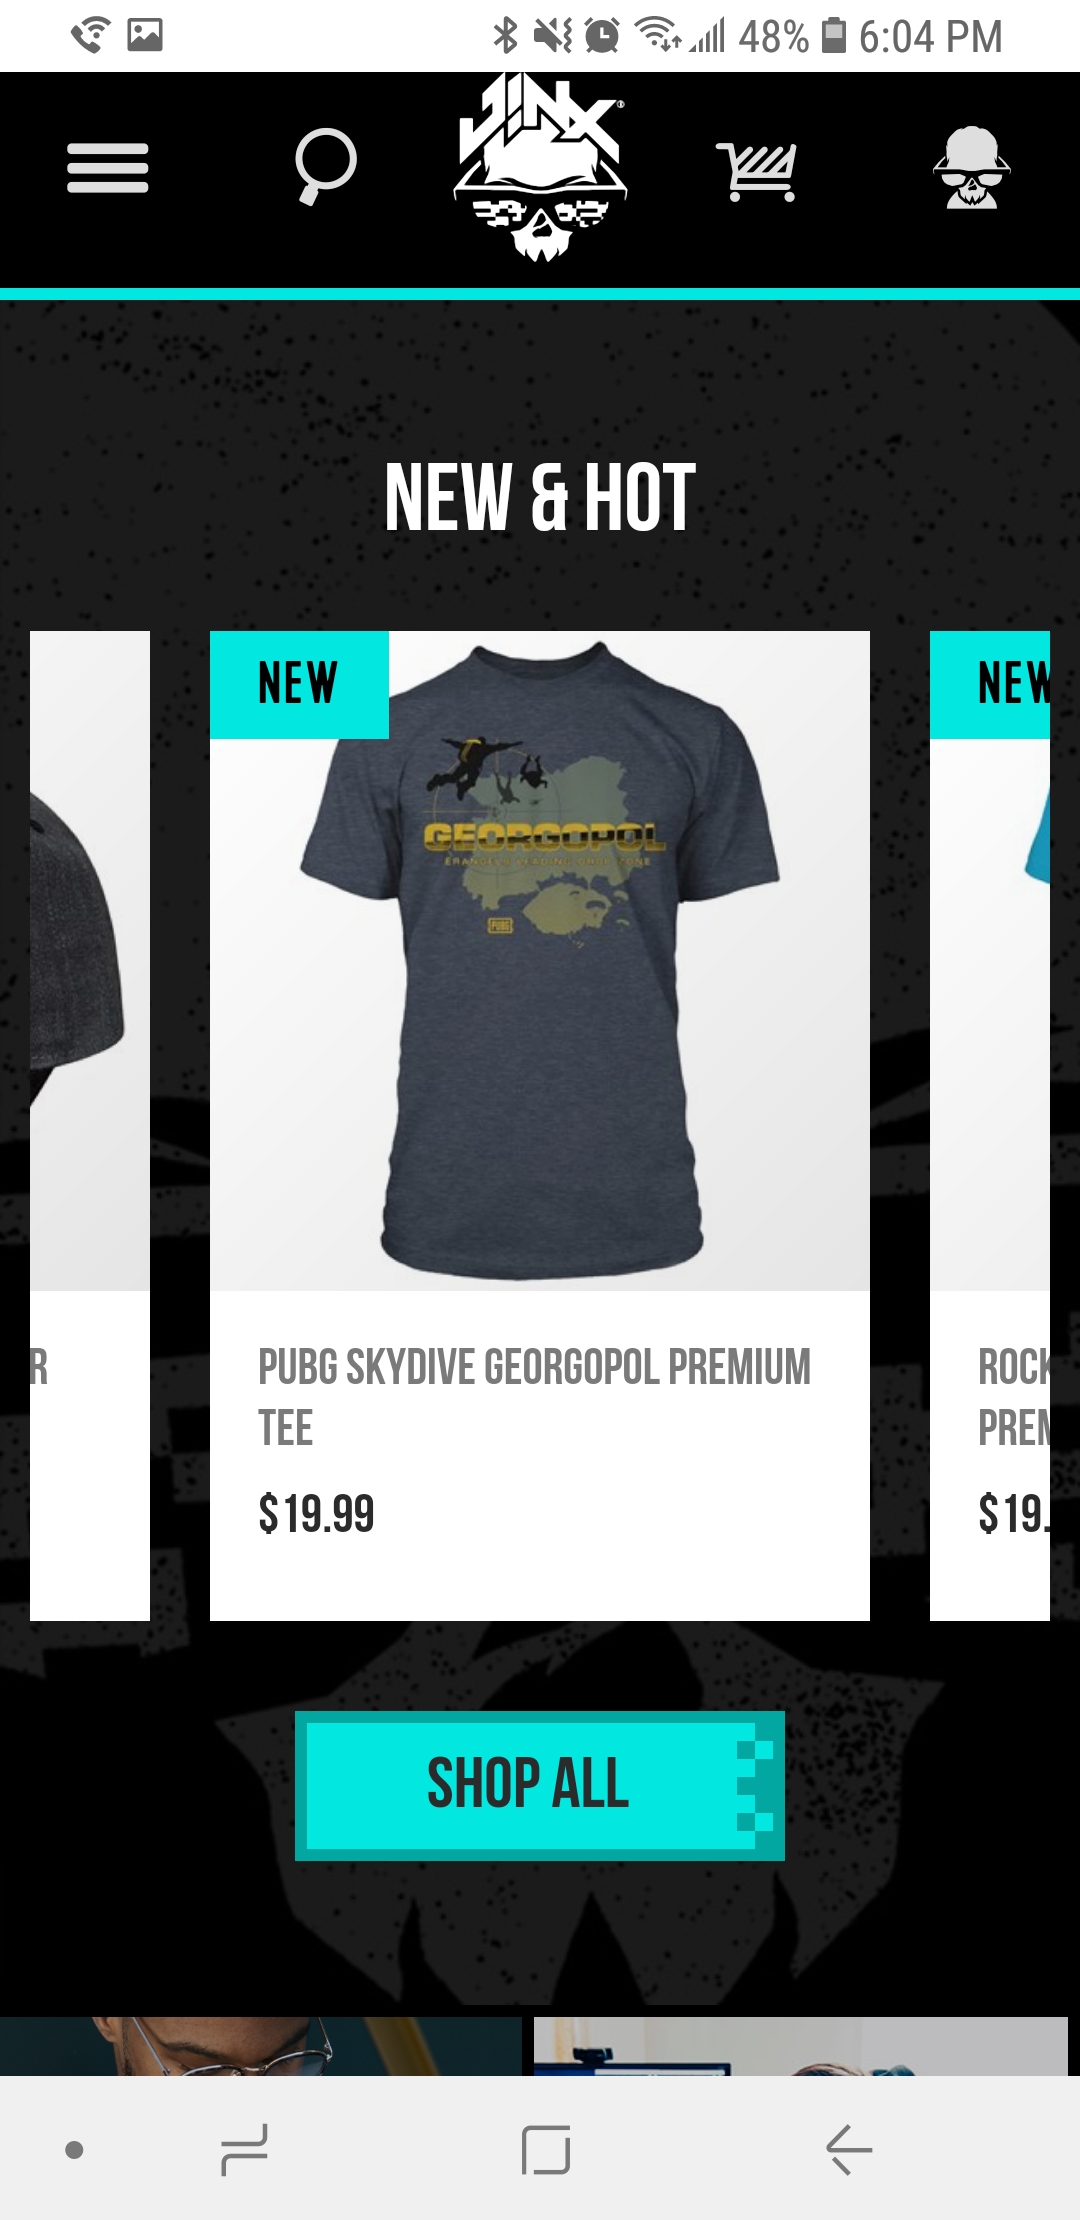 48% 6:04 PM
JINX®
NEW & HOT
NEW
NEW
GEORGOPOL
ERANGEL'S LEADING DROP ZONE
PUBG
R
PUBG SKYDIVE GEORGOPOL PREMIUM
TEE
$19.99
ROCK
PREM
$19.
SHOP ALL